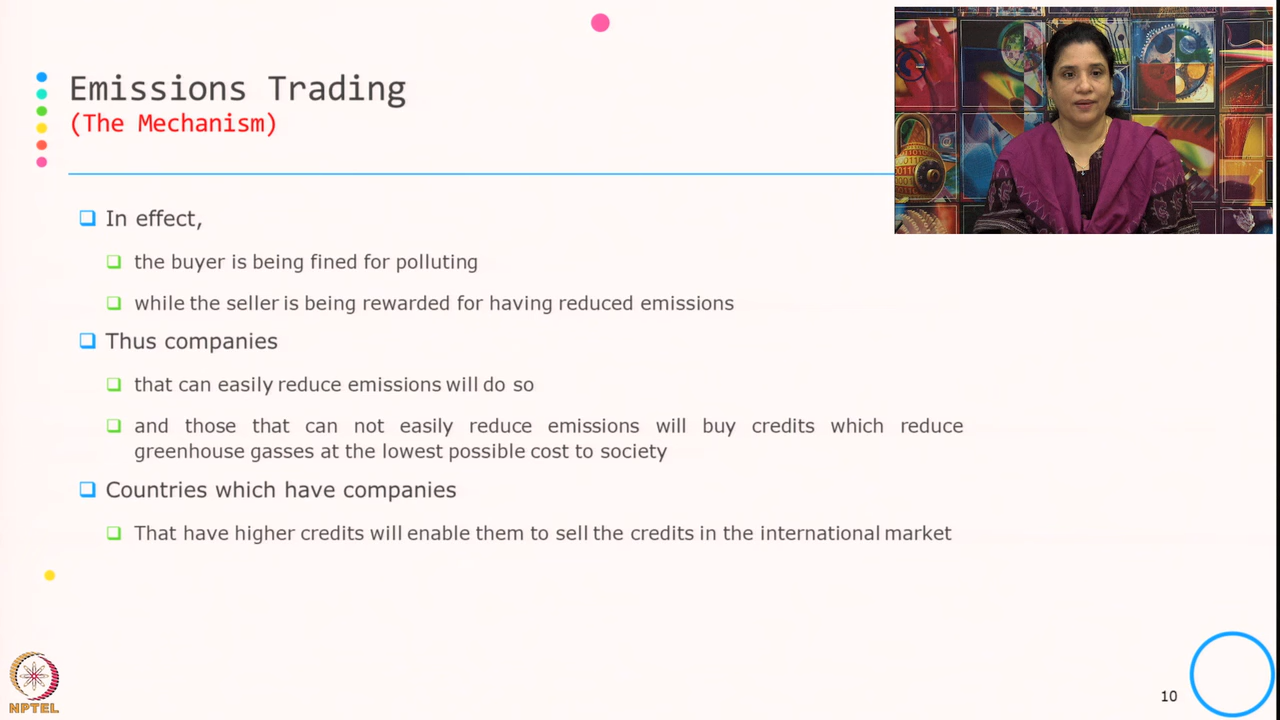 Emissions Trading
(The Mechanism)
In effect,
the buyer is being fined for polluting
while the seller is being rewarded for having reduced emissions
Thus companies
that can easily reduce emissions will do so
and those that can not easily reduce emissions will buy credits which reduce
greenhouse gasses at the lowest possible cost to society
Countries which have companies
That have higher credits will enable them to sell the credits in the international market
NPTEL
10